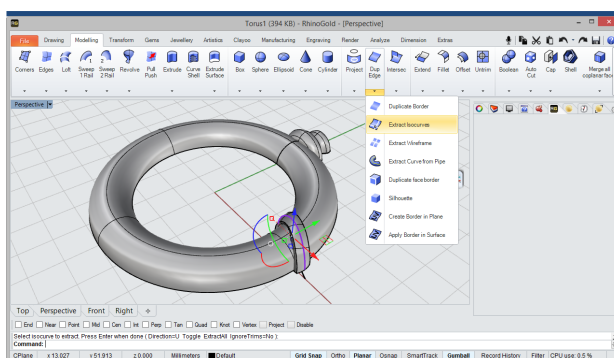 Torus1 (394 KB) - RhinoGold - [Perspective]
File Drawing Modelling Transform Gems Jewellery Artistics Clayoo Manufacturing Engraving Render Analyze Dimension Extras
Corners Edges Loft Sweep 1 Rail Sweep 2 Rail Revolve Pull Push Extrude Curve Shell Extrude Surface Box Sphere Ellipsoid Cone Cylinder Project Dup Edge Intersec Extend Fillet Offset Untrim Boolean Auto Cut Cap Shell Merge all coplanar face
Perspective
Duplicate Border
Extract Isocurves
Extract Wireframe
Extract Curve from Pipe
Duplicate face border
Silhouette
Create Border in Plane
Apply Border in Surface
Top Perspective Front Right
End Near Point Mid Cen Int Perp Tan Quad Knot Vertex Project Disable
Select isocurve to extract. Press Enter when done ( Direction=U Toggle ExtractAll IgnoreTrims=No ):
Command:
CPlane x 13.027 y 51.913 z 0.000 Millimeters Default Grid Snap Ortho Planar Osnap SmartTrack Gumball Record History Filter CPU use: 0.5 %